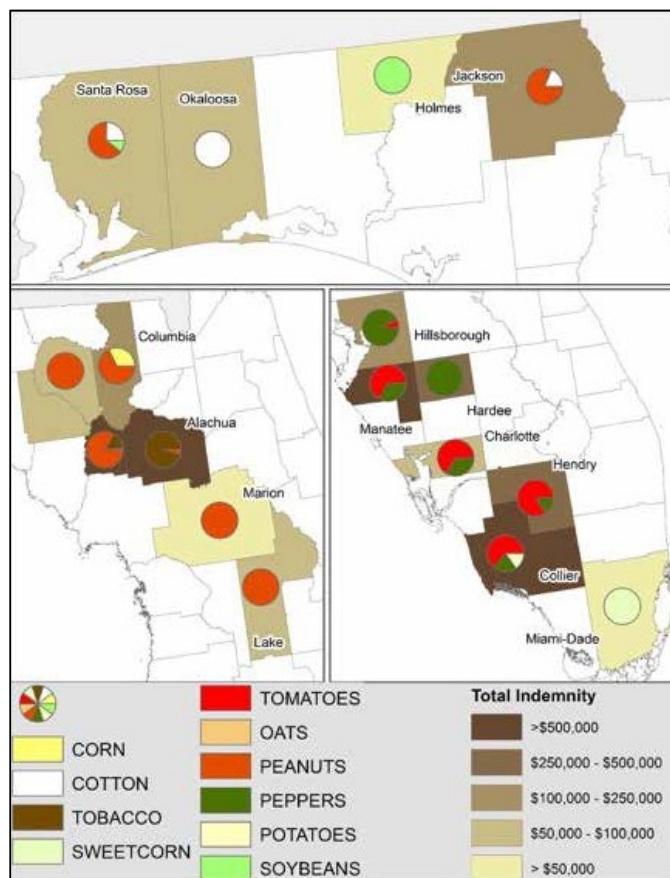 Santa Rosa
Okaloosa
Jackson
Holmes
Columbia
Alachua
Marion
Lake
Hillsborough
Hardee
Manatee
Charlotte
Hendry
Collier
Miami-Dade
CORN
COTTON
TOBACCO
SWEETCORN
TOMATOES
OATS
PEANUTS
PEPPERS
POTATOES
SOYBEANS
Total Indemnity
>$500,000
$250,000 - $500,000
$100,000 - $250,000
$50,000 - $100,000
> $50,000